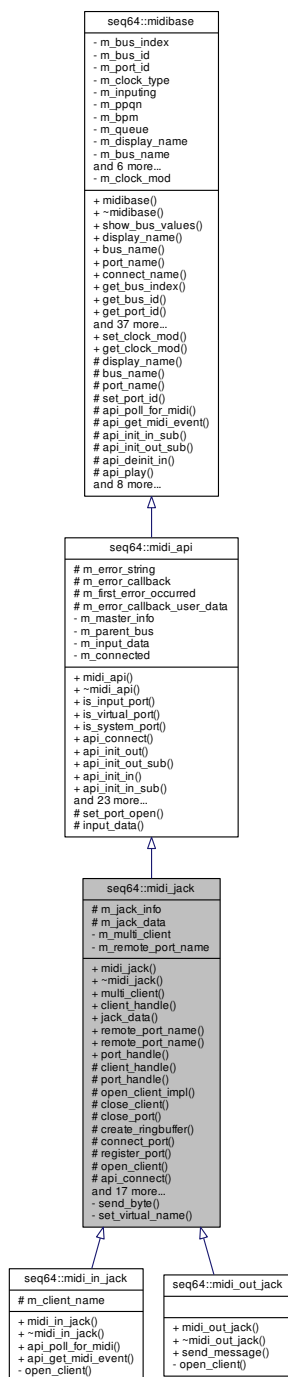 seq64::midibase
- m_bus_index
- m_bus_id
- m_port_id
- m_clock_type
- m_inputing
- m_ppqn
- m_bpm
- m_queue
- m_display_name
- m_bus_name
and 6 more...
- m_clock_mod
+ midibase()
+ ~midibase()
+ show_bus_values()
+ display_name()
+ bus_name()
+ port_name()
+ connect_name()
+ get_bus_index()
+ get_bus_id()
+ get_port_id()
and 37 more...
+ set_clock_mod()
+ get_clock_mod()
# display_name()
# bus_name()
# port_name()
# set_port_id()
# api_poll_for_midi()
# api_get_midi_event()
# api_init_in_sub()
# api_init_out_sub()
# api_deinit_in()
# api_play()
and 8 more...
seq64::midi_api
# m_error_string
# m_error_callback
# m_first_error_occurred
# m_error_callback_user_data
- m_master_info
- m_parent_bus
- m_input_data
- m_connected
+ midi_api()
+ ~midi_api()
+ is_input_port()
+ is_virtual_port()
+ is_system_port()
+ api_connect()
+ api_init_out()
+ api_init_out_sub()
+ api_init_in()
+ api_init_in_sub()
and 23 more...
# set_port_open()
# input_data()
seq64::midi_jack
# m_jack_info
# m_jack_data
- m_multi_client
- m_remote_port_name
+ midi_jack()
+ ~midi_jack()
+ multi_client()
+ client_handle()
+ jack_data()
+ remote_port_name()
+ remote_port_name()
+ port_handle()
# client_handle()
# port_handle()
# open_client_impl()
# close_client()
# close_port()
# create_ringbuffer()
# connect_port()
# register_port()
# open_client()
# api_connect()
and 17 more...
- send_byte()
- set_virtual_name()
seq64::midi_in_jack
# m_client_name
+ midi_in_jack()
+ ~midi_in_jack()
+ api_poll_for_midi()
+ api_get_midi_event()
- open_client()
seq64::midi_out_jack
+ midi_out_jack()
+ ~midi_out_jack()
+ send_message()
- open_client()